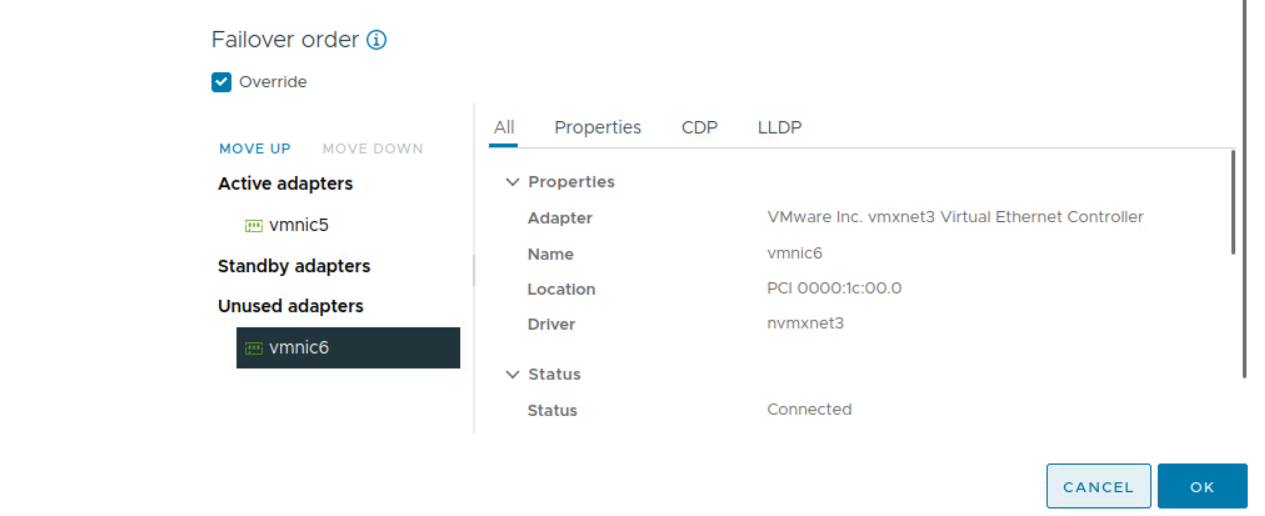 Failover order
Override
MOVE UP MOVE DOWN
Active adapters
vmnic5
Standby adapters
Unused adapters
vmnic6
All Properties CDP LLDP
Properties
Adapter VMware Inc. vmxnet3 Virtual Ethernet Controller
Name vmnic6
Location PCI 0000:1c:00.0
Driver nvmxnet3
Status
Status Connected
CANCEL OK